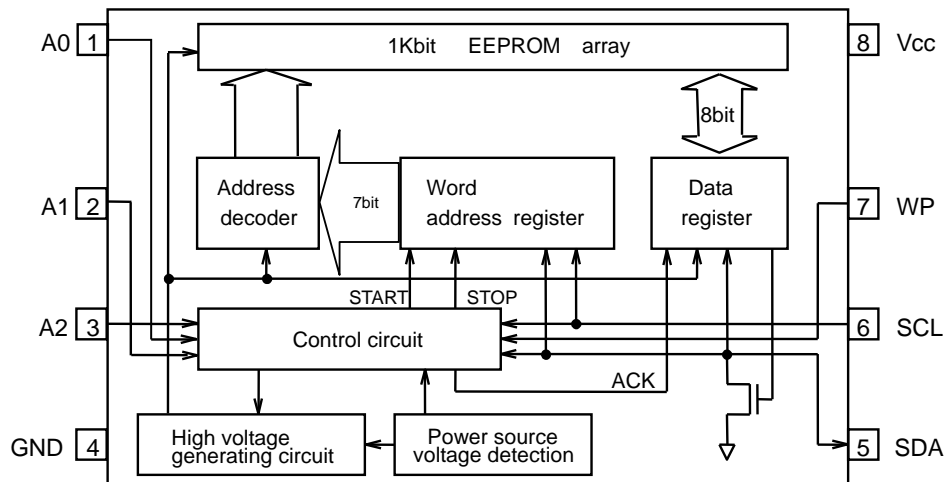 A0 1
1Kbit EEPROM array
8 Vcc
8bit
Address
decoder
7bit
Word
address register
Data
register
A1 2
7 WP
START
STOP
A2 3
Control circuit
6 SCL
ACK
GND 4
High voltage
generating circuit
Power source
voltage detection
5 SDA